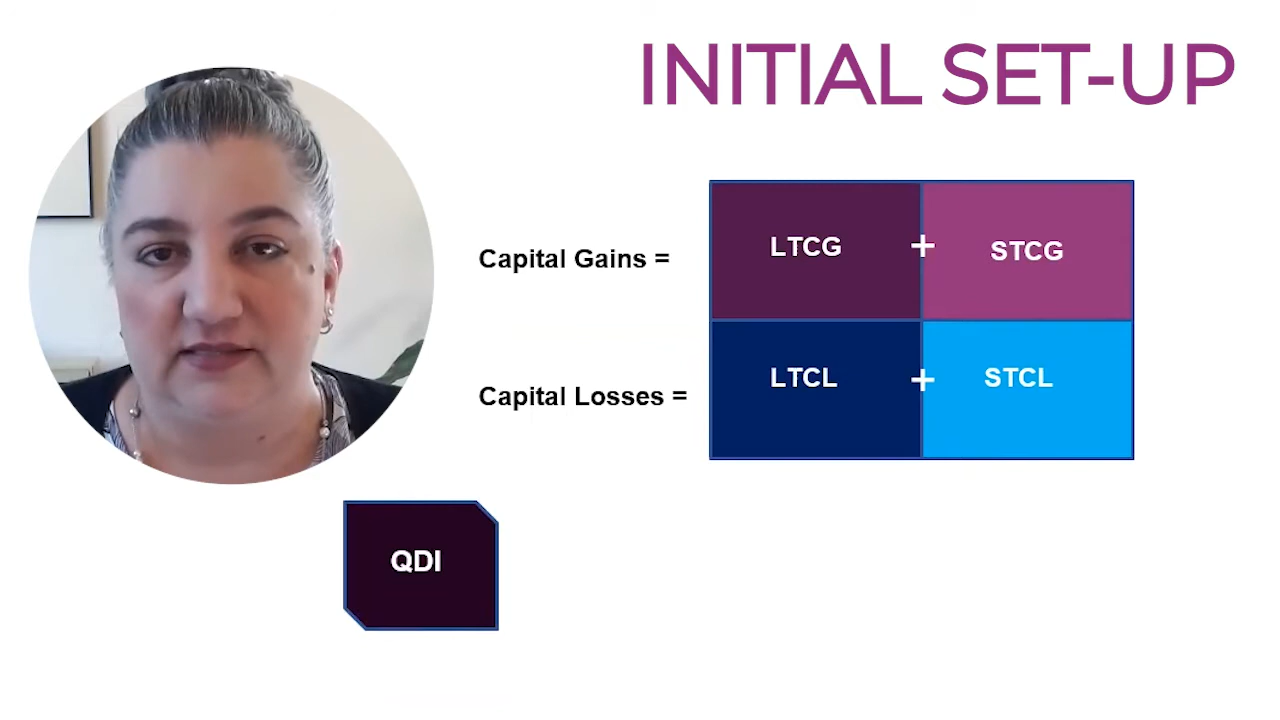 INITIAL SET-UP
Capital Gains = LTCG + STCG
Capital Losses = LTCL + STCL
QDI